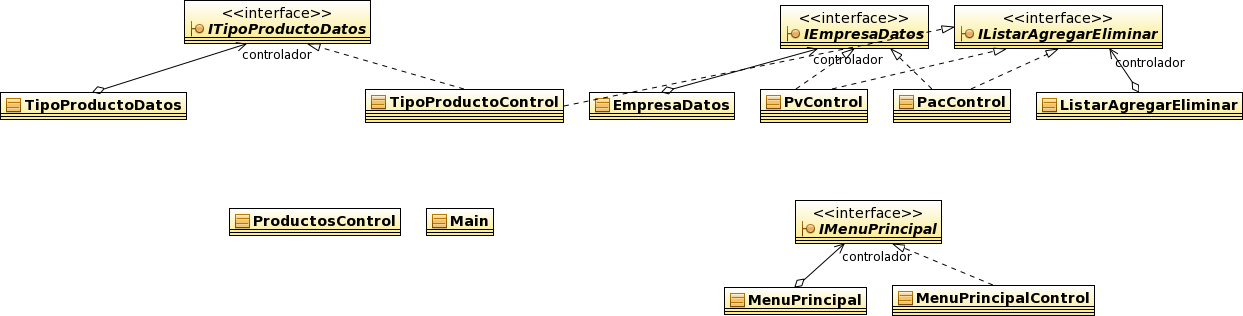 <<interface>>
ITipoProductoDatos
<<interface>>
IEmpresaDatos
<<interface>>
IListarAgregarEliminar
controlador
controlador
controlador
TipoProductoDatos
TipoProductoControl
EmpresaDatos
PvControl
PacControl
ListarAgregarEliminar
ProductosControl
Main
<<interface>>
IMenuPrincipal
controlador
MenuPrincipal
MenuPrincipalControl